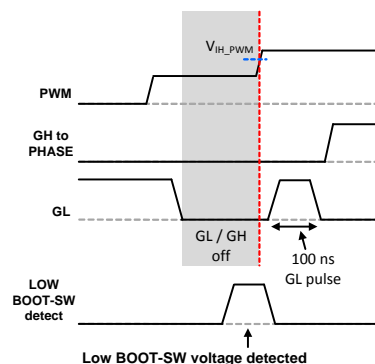 V_IH_PWM
PWM
GH to
PHASE
GL
GL / GH
off
100 ns
GL pulse
LOW
BOOT-SW
detect
Low BOOT-SW voltage detected